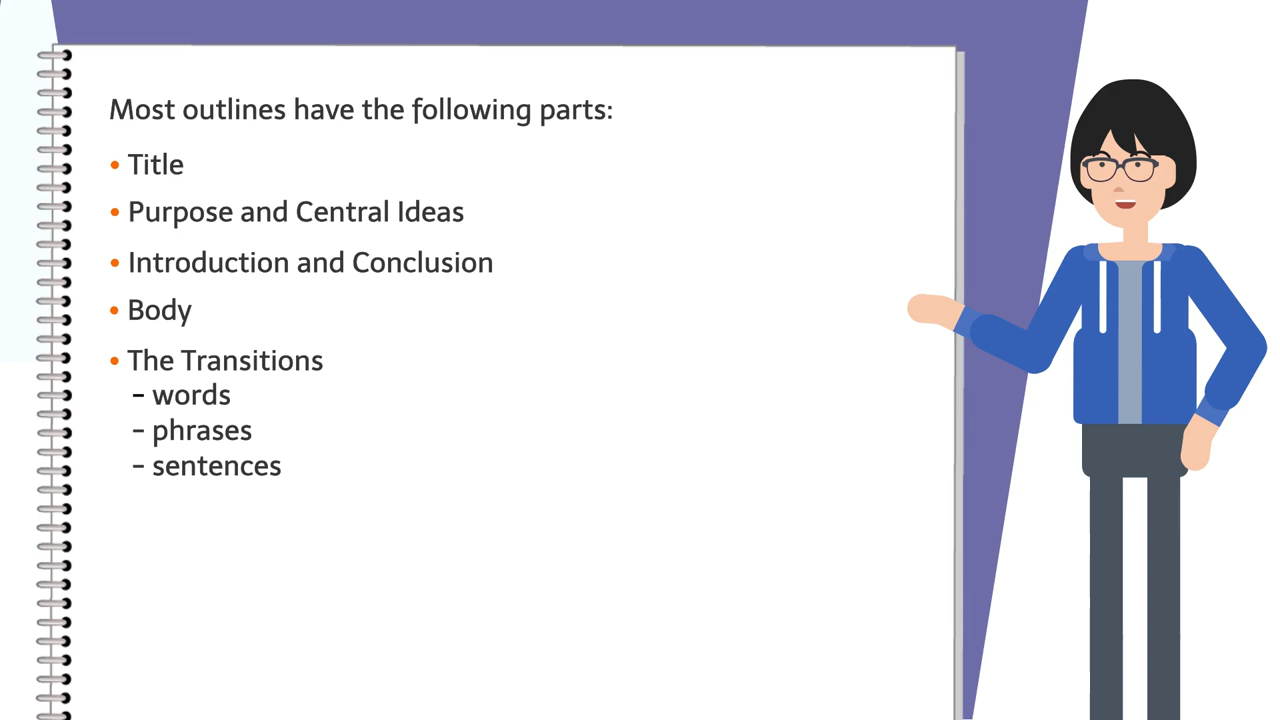 Most outlines have the following parts:
• Title
• Purpose and Central Ideas
• Introduction and Conclusion
• Body
• The Transitions
- words
- phrases
- sentences